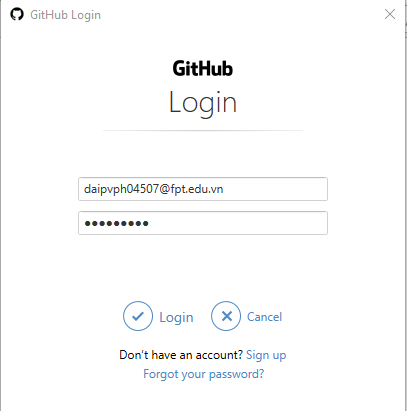 GitHub Login
GitHub
Login
daipvph04507@fpt.edu.vn
●●●●●●●●●
Login Cancel
Don't have an account? Sign up
Forgot your password?